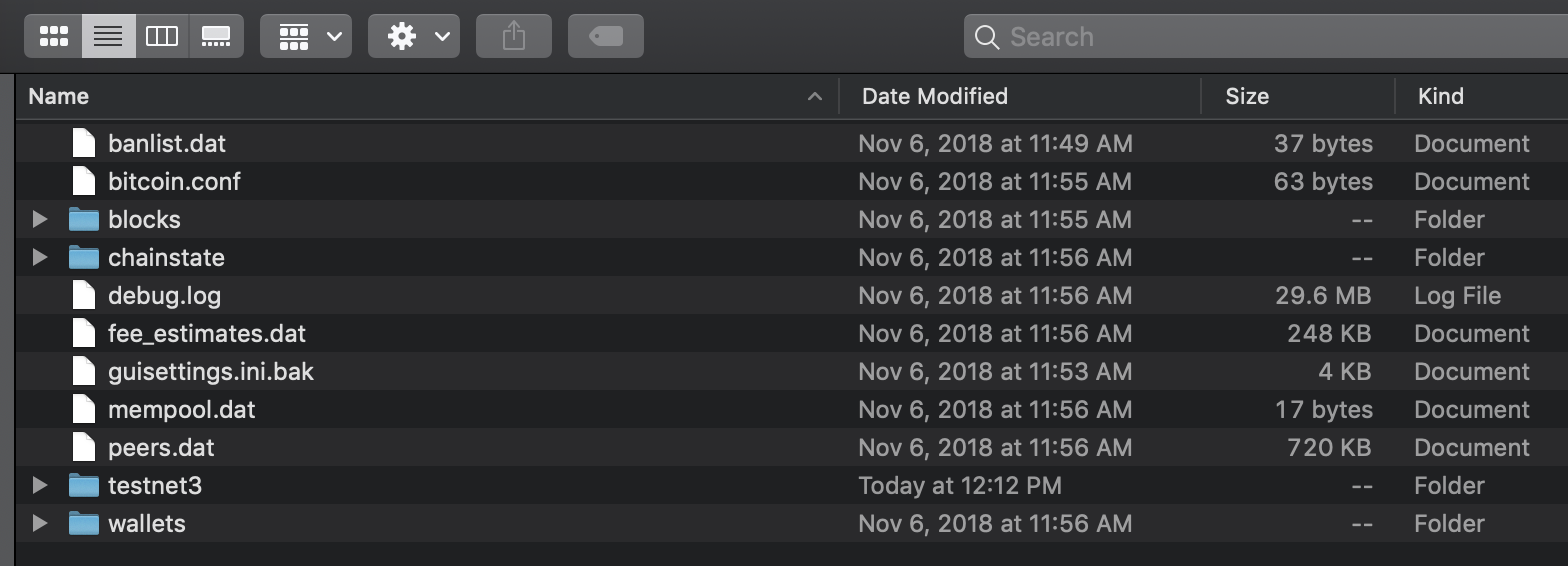 Search
Name Date Modified Size Kind
banlist.dat Nov 6, 2018 at 11:49 AM 37 bytes Document
bitcoin.conf Nov 6, 2018 at 11:55 AM 63 bytes Document
blocks Nov 6, 2018 at 11:55 AM -- Folder
chainstate Nov 6, 2018 at 11:56 AM -- Folder
debug.log Nov 6, 2018 at 11:56 AM 29.6 MB Log File
fee_estimates.dat Nov 6, 2018 at 11:56 AM 248 KB Document
guisettings.ini.bak Nov 6, 2018 at 11:53 AM 4 KB Document
mempool.dat Nov 6, 2018 at 11:56 AM 17 bytes Document
peers.dat Nov 6, 2018 at 11:56 AM 720 KB Document
testnet3 Today at 12:12 PM -- Folder
wallets Nov 6, 2018 at 11:56 AM -- Folder